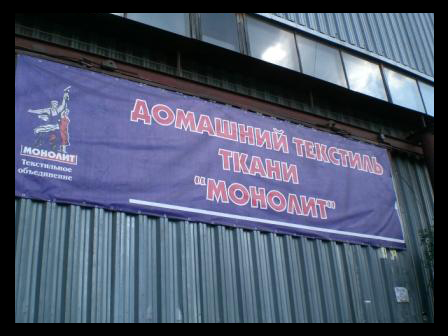 МОНОЛИТ
Текстильное
объединение
ДОМАШНИЙ ТЕКСТИЛЬ
ТКАНИ
"МОНОЛИТ"